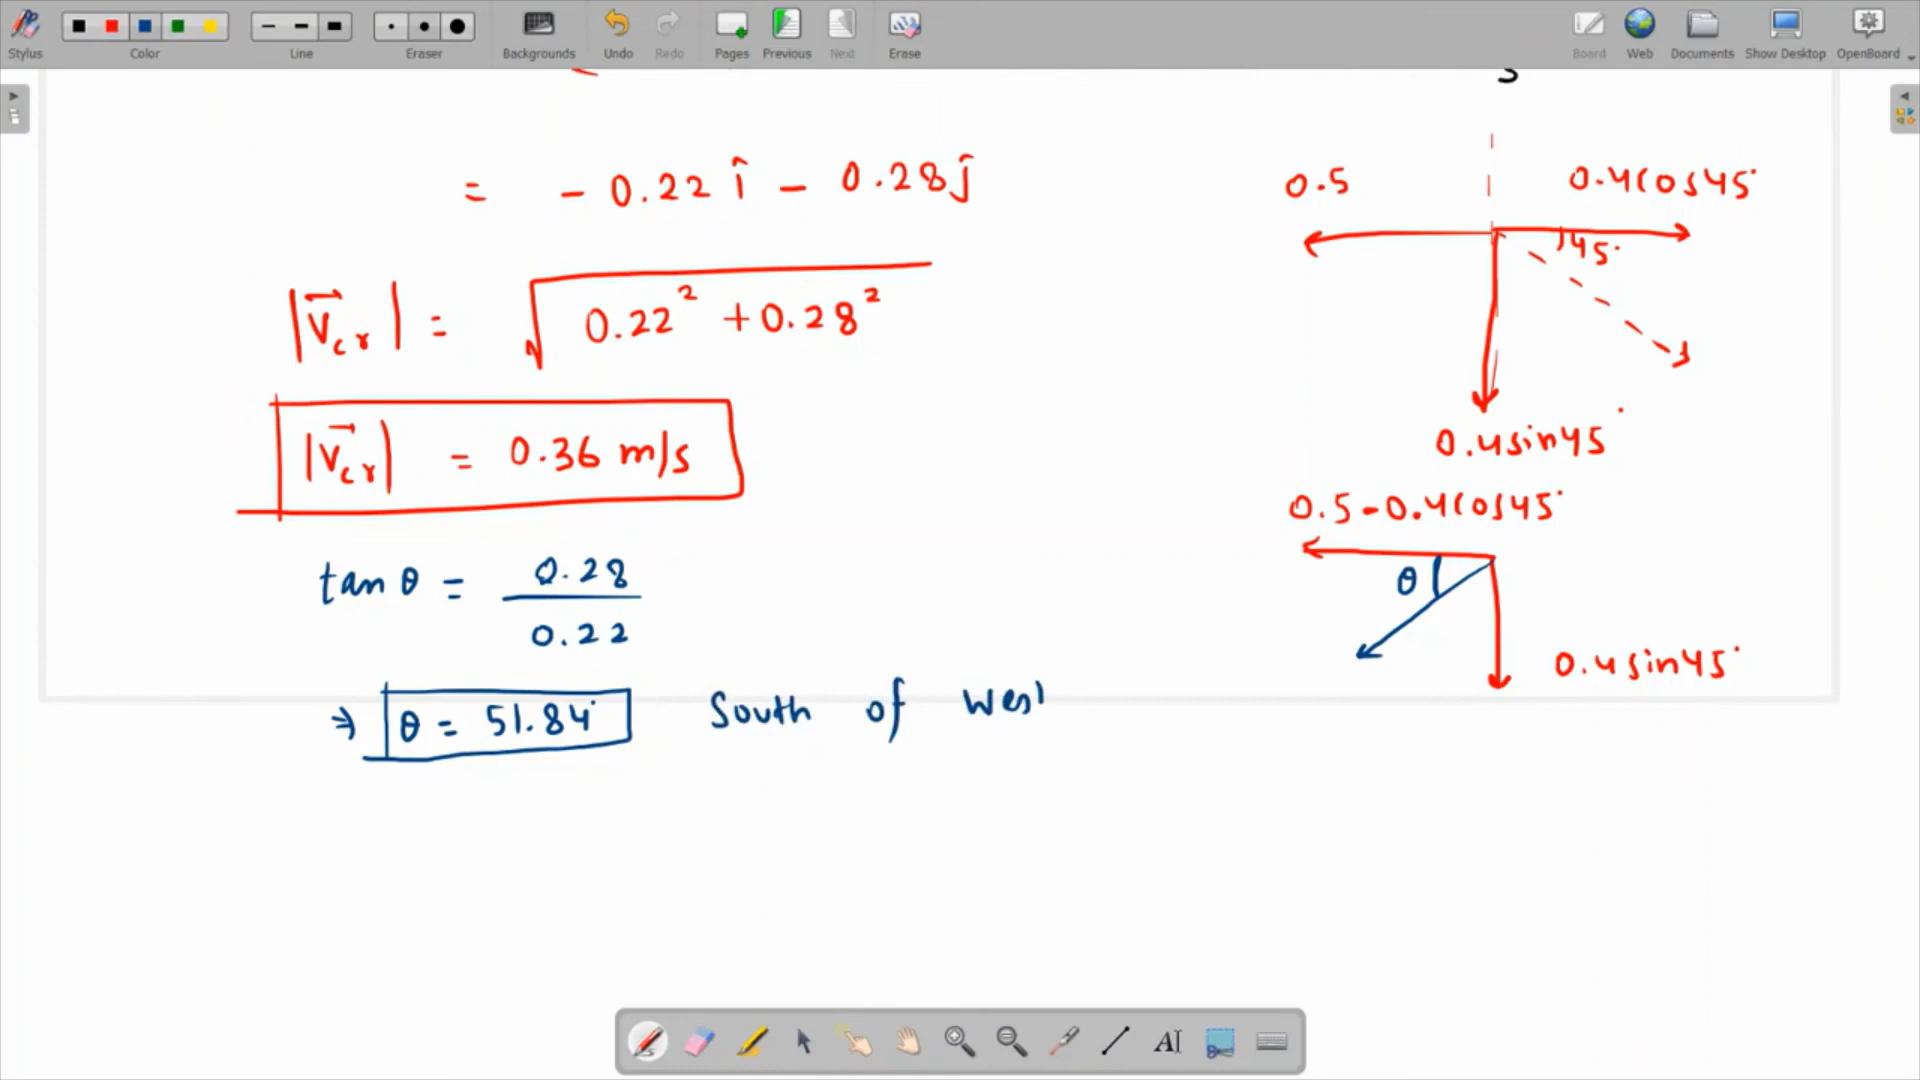 Stylus Color Line Eraser Backgrounds Undo Redo Pages Previous Next Erase Board Web Documents Show Desktop OpenBoard
S
= - 0.22 î - 0.28 ĵ
|V⃗cr| = √(0.22² + 0.28²)
|V⃗cr| = 0.36 m/s
tan θ = 0.28 / 0.22
⇒ θ = 51.84° South of West
0.5 0.4cos45°
45°
0.4sin45°
0.5 - 0.4cos45°
θ
0.4sin45°
AI